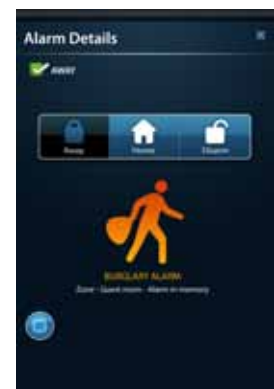 Alarm Details
AWAY
Away Home Disarm
BURGLARY ALARM
Zone - Guest room - Alarm in memory